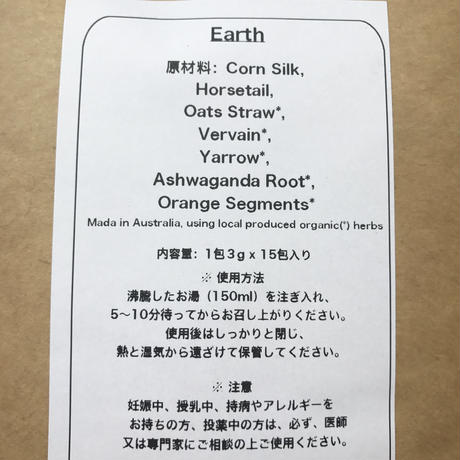 Earth
原材料: Corn Silk,
Horsetail,
Oats Straw*,
Vervain*,
Yarrow*,
Ashwaganda Root*,
Orange Segments*
Mada in Australia, using local produced organic(*) herbs
内容量: 1包3g x 15包入り
※ 使用方法
沸騰したお湯（150ml）を注ぎ入れ、
5〜10分待ってからお召し上がりください。
使用後はしっかりと閉じ、
熱と湿気から遠ざけて保管してください。
※ 注意
妊娠中、授乳中、持病やアレルギーを
お持ちの方、投薬中の方は、必ず、医師
又は専門家にご相談の上ご使用ください。